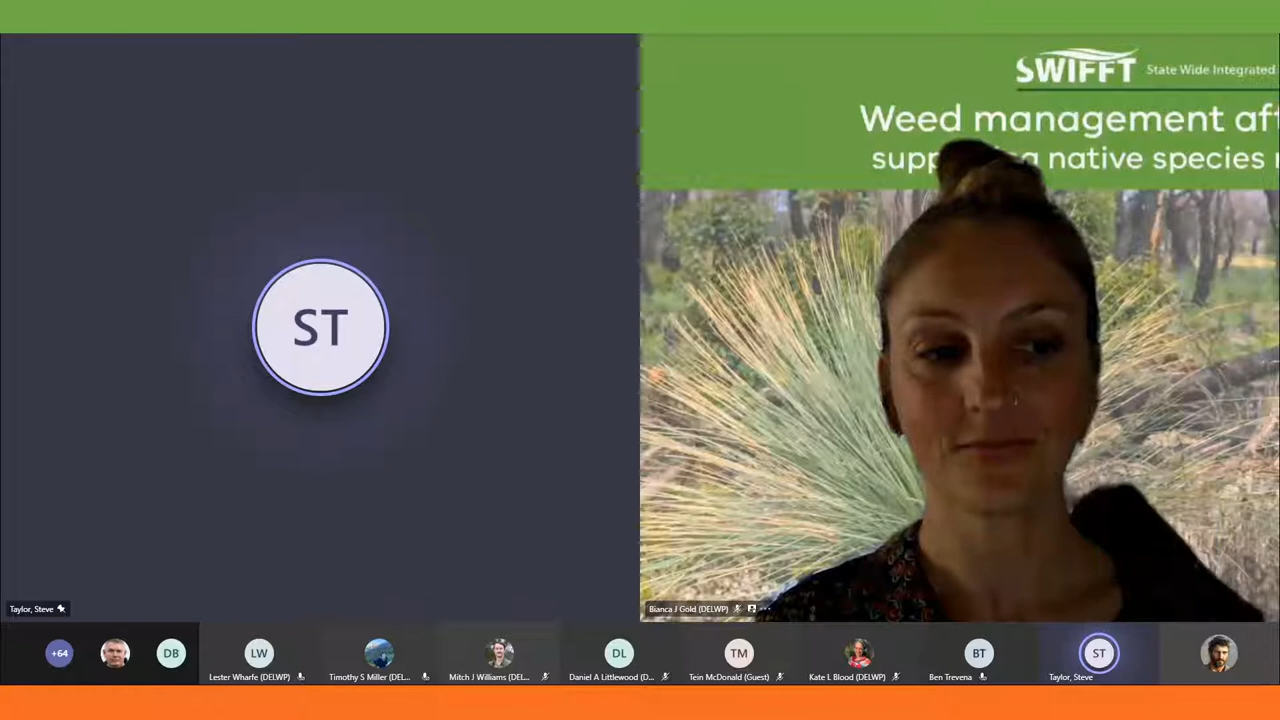 SWIFFT State Wide Integrated
Weed management aft
supp ng native species r
ST
Taylor, Steve
Bianca J Gold (DELWP)
+64
DB
LW
DL
TM
BT
ST
Lester Wharfe (DELWP)
Timothy S Miller (DEL...
Mitch J Williams (DEL...
Daniel A Littlewood (D...
Tein McDonald (Guest)
Kate L Blood (DELWP)
Ben Trevena
Taylor, Steve